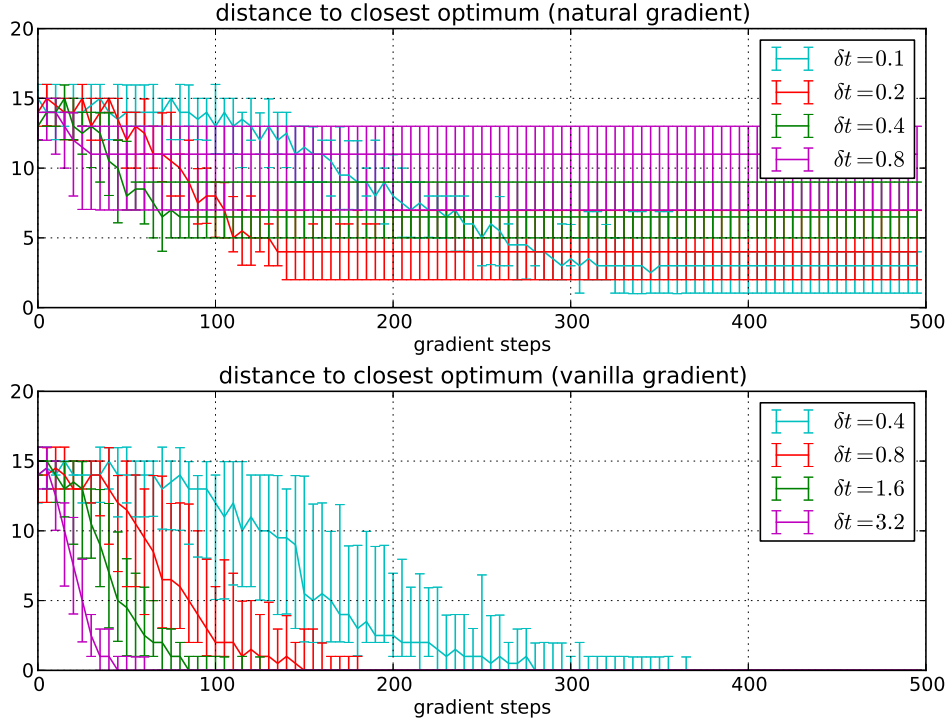 distance to closest optimum (natural gradient)
20
15
10
5
0
δt = 0.1
δt = 0.2
δt = 0.4
δt = 0.8
0 100 200 300 400 500
gradient steps
distance to closest optimum (vanilla gradient)
20
15
10
5
0
δt = 0.4
δt = 0.8
δt = 1.6
δt = 3.2
0 100 200 300 400 500
gradient steps